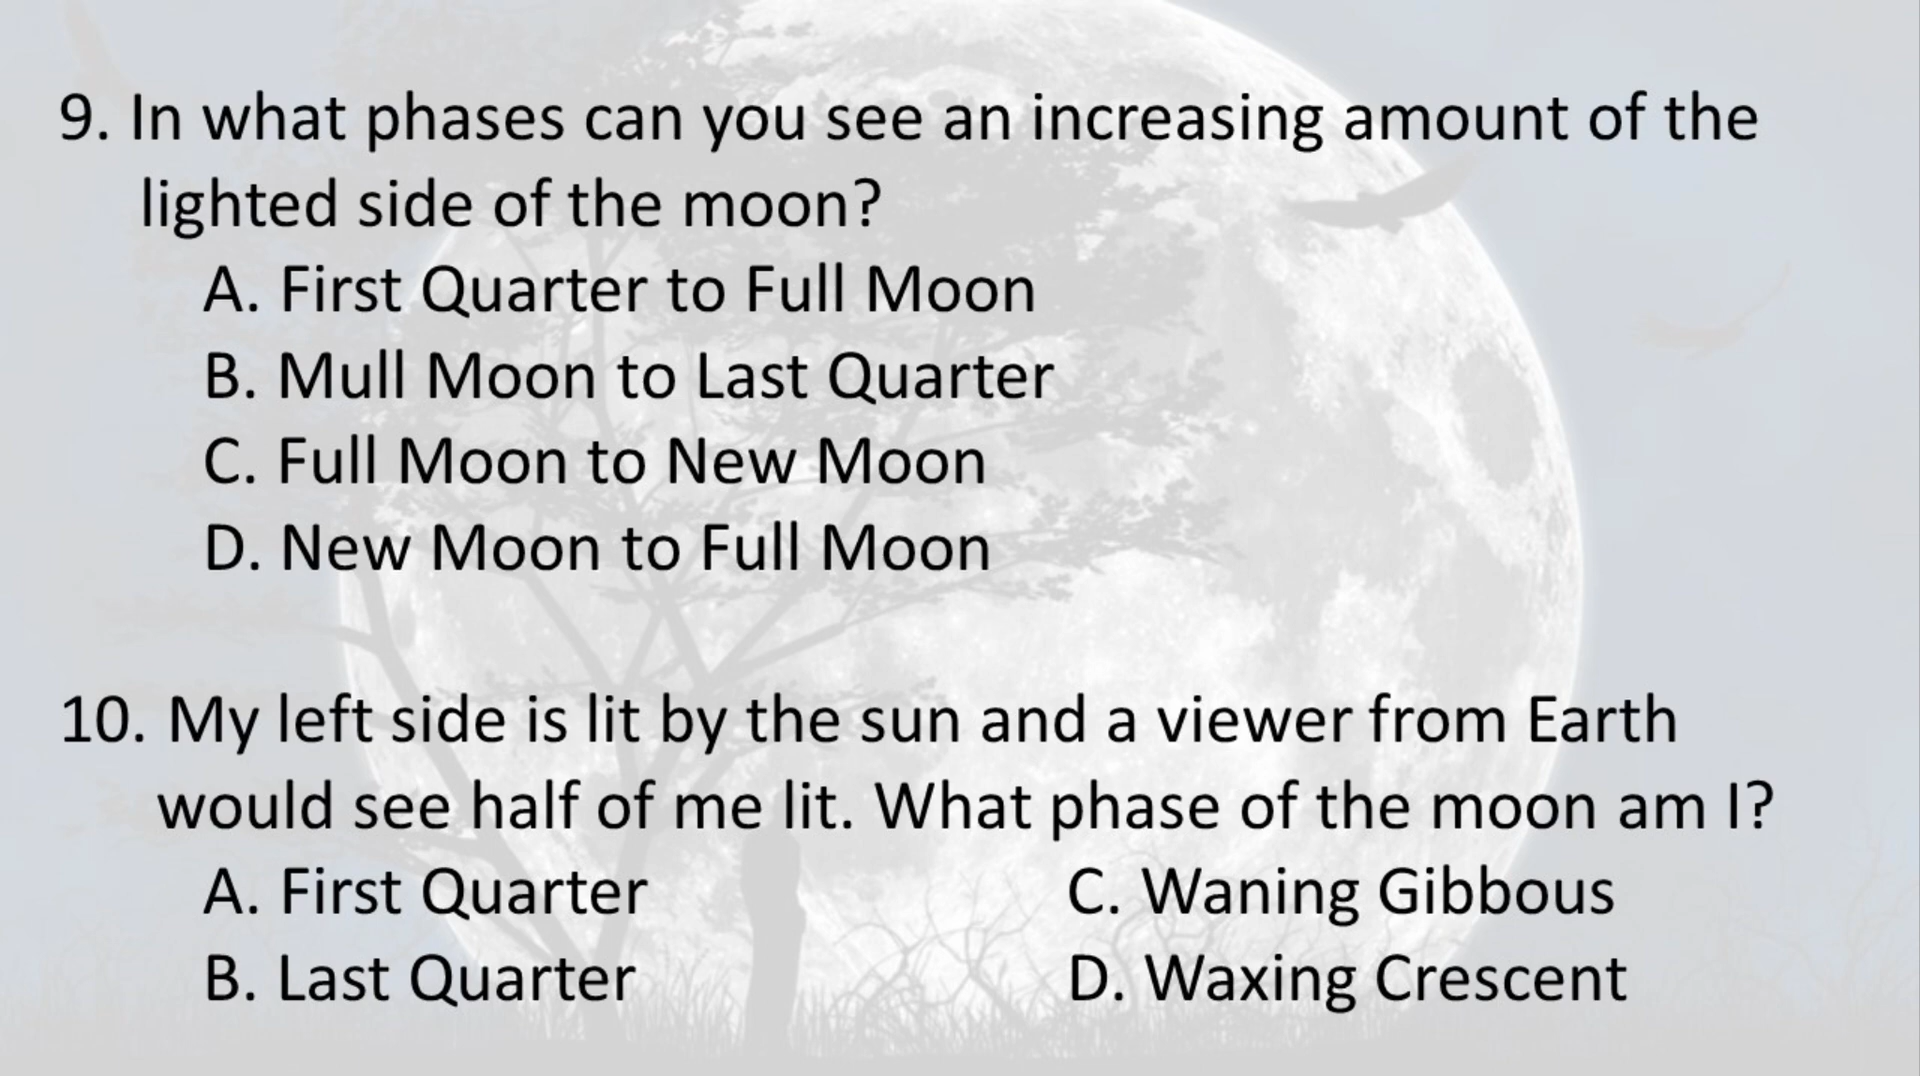 9. In what phases can you see an increasing amount of the
lighted side of the moon?
A. First Quarter to Full Moon
B. Mull Moon to Last Quarter
C. Full Moon to New Moon
D. New Moon to Full Moon
10. My left side is lit by the sun and a viewer from Earth
would see half of me lit. What phase of the moon am I?
A. First Quarter
B. Last Quarter
C. Waning Gibbous
D. Waxing Crescent